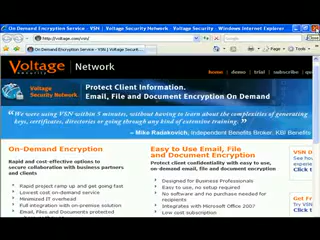 On Demand Encryption Service - VSN | Voltage Security Network - Voltage Security - Windows Internet Explorer
http://voltage.com/vsn/
On Demand Encryption Service - VSN | Voltage Securit...
Voltage Network
security
home | demo | trial | subscribe
Voltage
Security Network
Protect Client Information.
Email, File and Document Encryption On Demand
"We were using VSN within 5 minutes, without having to learn about the complexities of generating
keys, certificates, directories or going through any kind of extensive training."
~ Mike Radakovich, Independent Benefits Broker, KSI Benefits
On-Demand Encryption
Rapid and cost-effective options to
secure collaboration with business partners
and clients
Rapid project ramp up and get going fast
Lowest cost on-demand service
Minimized IT overhead
Full integration with on-premise solution
Email, Files and Documents protected
Easy to Use Email, File
and Document Encryption
Protect client confidentiality with easy to use,
on-demand email, file and document encryption
Designed for Business Professionals
Easy to use, no setup required
No software and no purchase needed for
recipients
Integrates with Microsoft Office 2007
Low cost subscription
VSN D
See h
Click t
Get Fr
Try
Click t